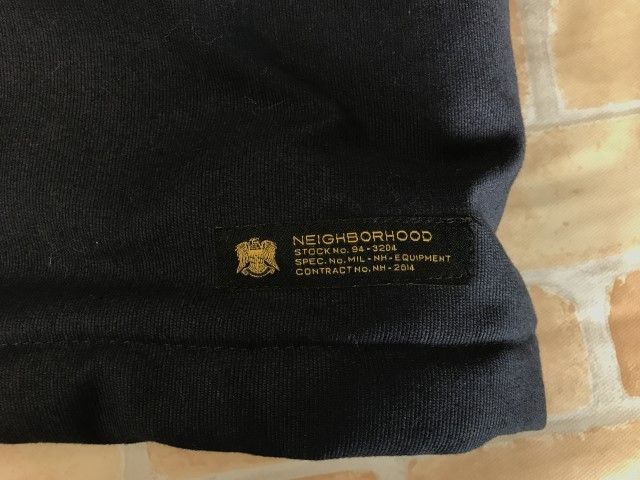 NEIGHBORHOOD
STOCK No. 94 - 3204
SPEC. No. MIL - NH - EQUIPMENT
CONTRACT No. NH - 2014